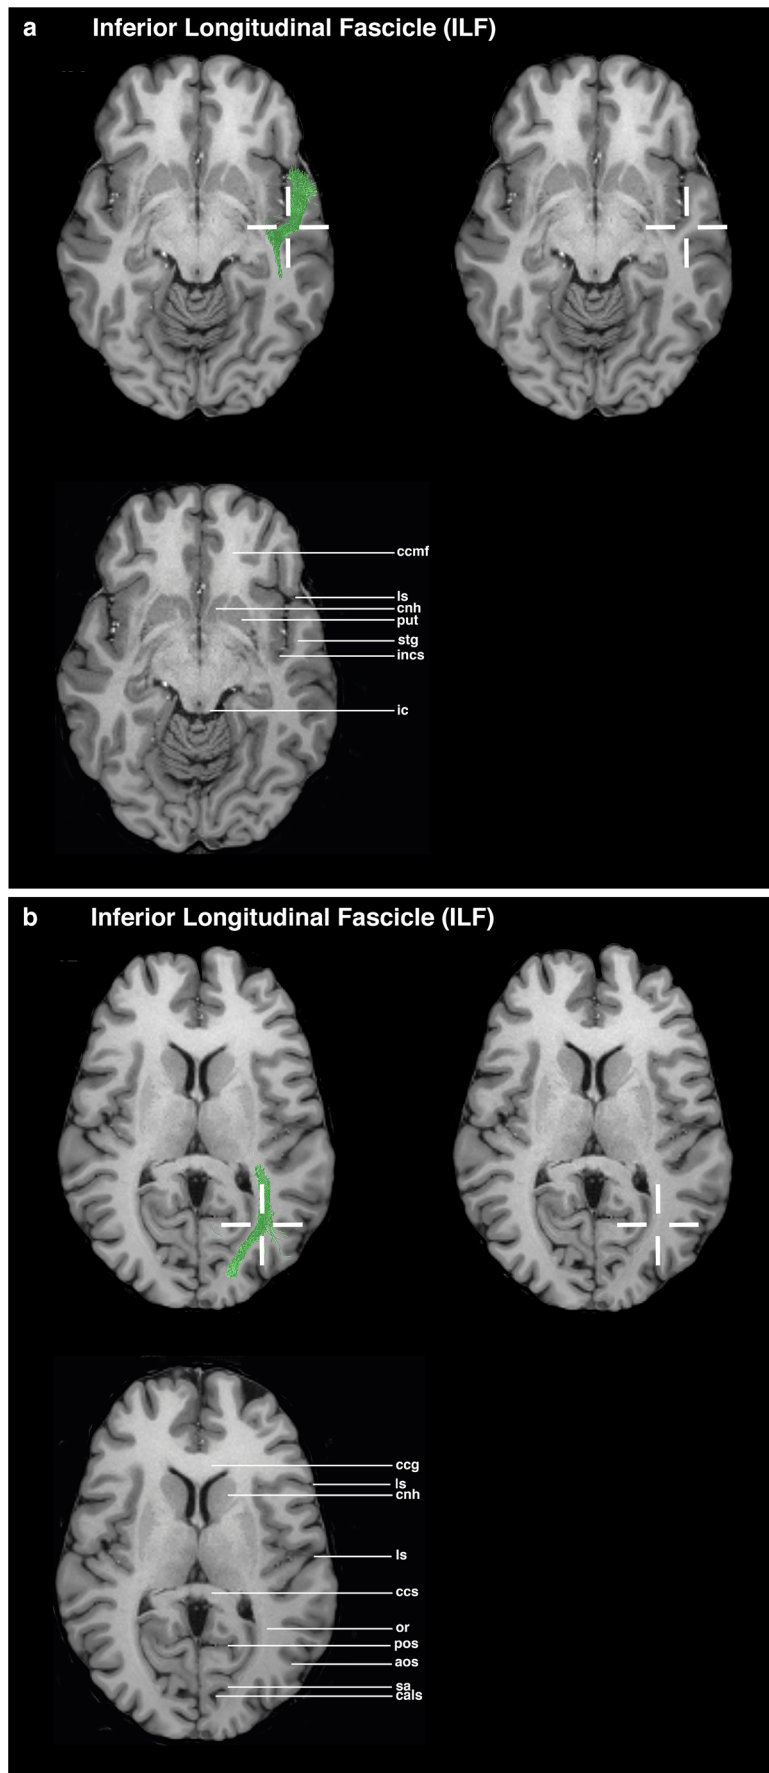 a Inferior Longitudinal Fascicle (ILF)
ccmf
ls
cnh
put
stg
incs
ic
b Inferior Longitudinal Fascicle (ILF)
ccg
ls
cnh
ls
ccs
or
pos
aos
sa
cals